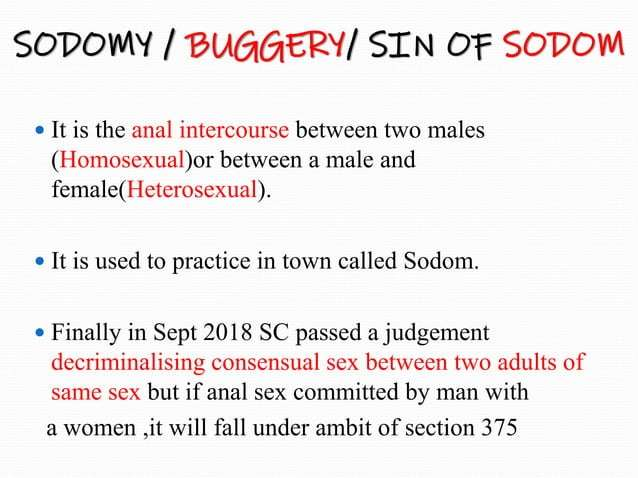 SODOMY / BUGGERY/ SIN OF SODOM
• It is the anal intercourse between two males
(Homosexual)or between a male and
female(Heterosexual).
• It is used to practice in town called Sodom.
• Finally in Sept 2018 SC passed a judgement
decriminalising consensual sex between two adults of
same sex but if anal sex committed by man with
a women ,it will fall under ambit of section 375